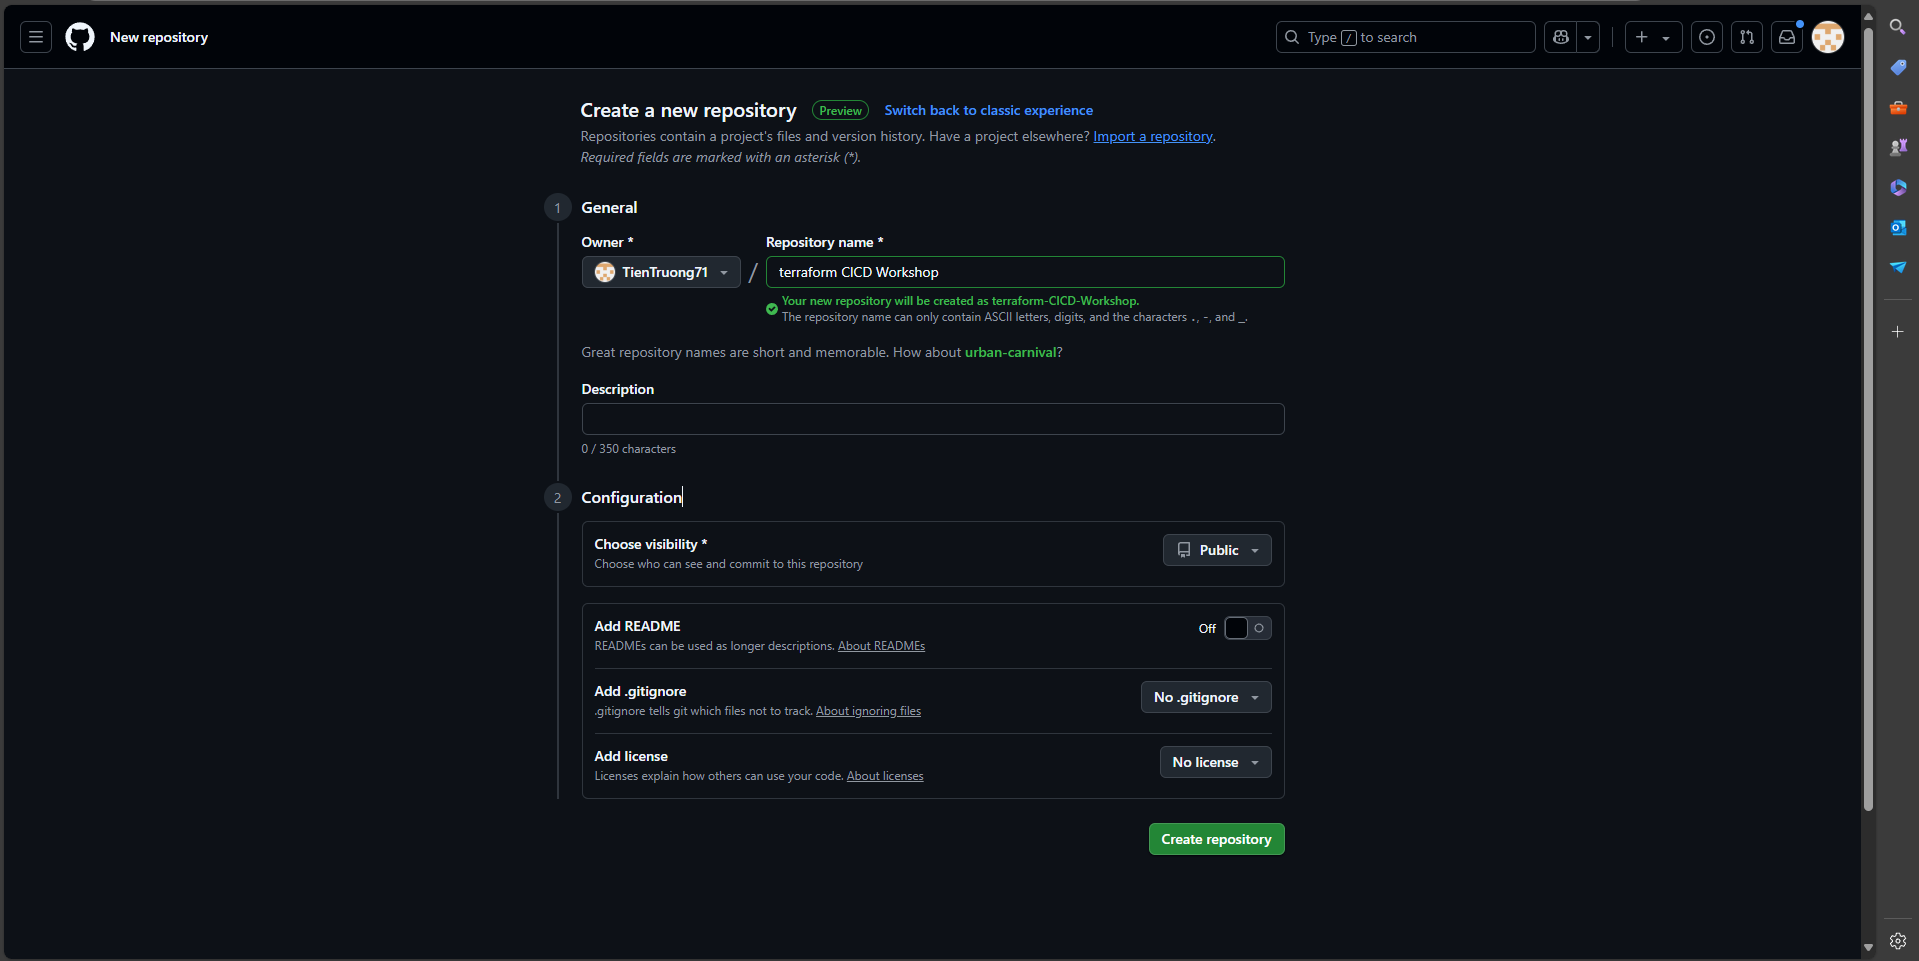 New repository
Type / to search
Create a new repository Preview Switch back to classic experience
Repositories contain a project's files and version history. Have a project elsewhere? Import a repository.
Required fields are marked with an asterisk (*).
1 General
Owner * Repository name *
TienTruong71 / terraform CICD Workshop
Your new repository will be created as terraform-CICD-Workshop.
The repository name can only contain ASCII letters, digits, and the characters ., -, and _.
Great repository names are short and memorable. How about urban-carnival?
Description
0 / 350 characters
2 Configuration
Choose visibility *
Choose who can see and commit to this repository
Public
Add README
READMEs can be used as longer descriptions. About READMEs
Off
Add .gitignore
.gitignore tells git which files not to track. About ignoring files
No .gitignore
Add license
Licenses explain how others can use your code. About licenses
No license
Create repository